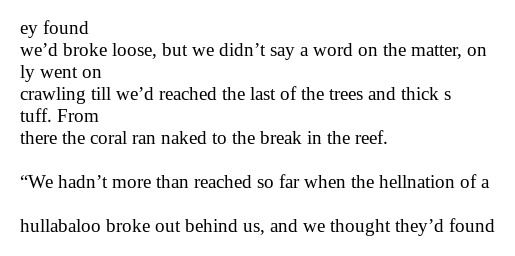 ey found
we’d broke loose, but we didn’t say a word on the matter, on
ly went on
crawling till we’d reached the last of the trees and thick s
tuff. From
there the coral ran naked to the break in the reef.
“We hadn’t more than reached so far when the hellnation of a
hullabaloo broke out behind us, and we thought they’d found